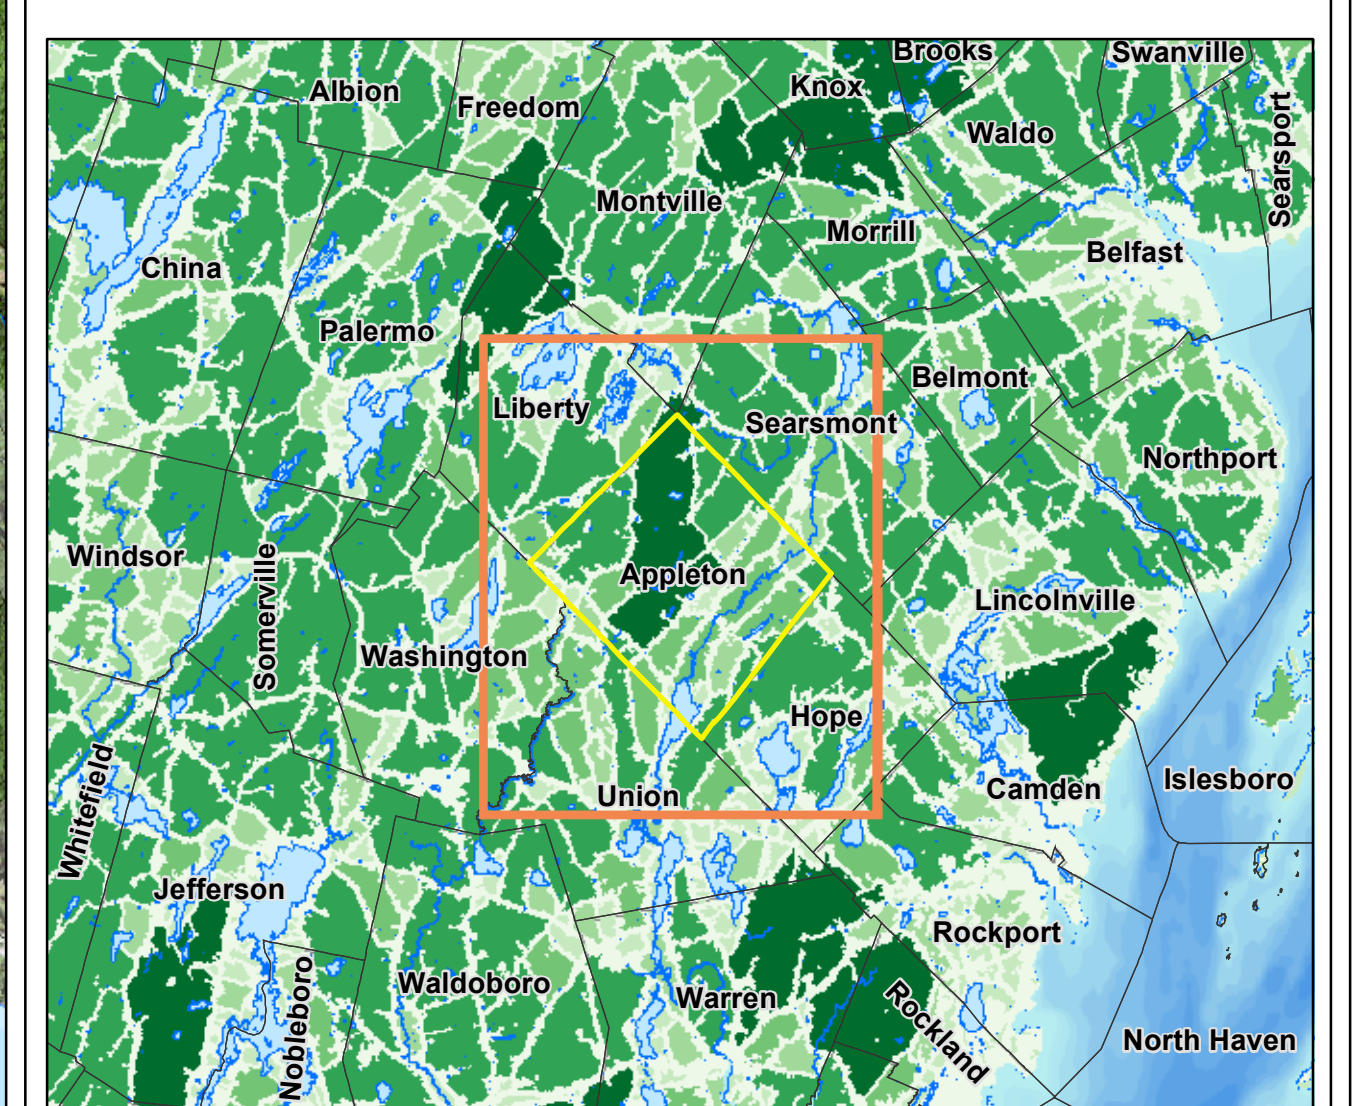 Brooks
Swanville
Knox
Albion
Freedom
Waldo
Searsport
Montville
Morrill
Belfast
China
Palermo
Belmont
Liberty
Searsmont
Northport
Windsor
Appleton
Somerville
Lincolnville
Washington
Hope
Islesboro
Camden
Union
Whitefield
Jefferson
Rockport
Waldoboro
Nobleboro
Warren
Rockland
North Haven